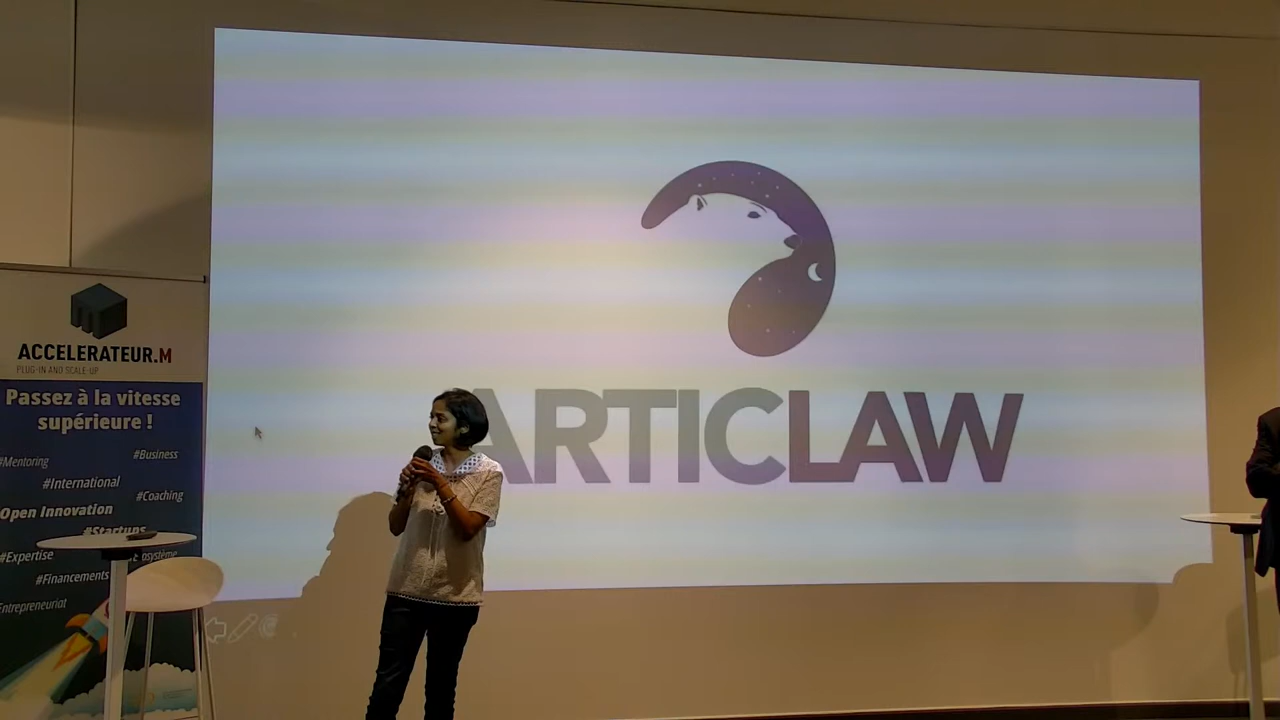 ARTICLAW
ACCELERATEUR.M
PLUG-IN AND SCALE-UP
Passez à la vitesse
supérieure !
#Mentoring #Business
#International
#Coaching
Open Innovation
#Startups
#Expertise
#Financements
Entrepreneuriat